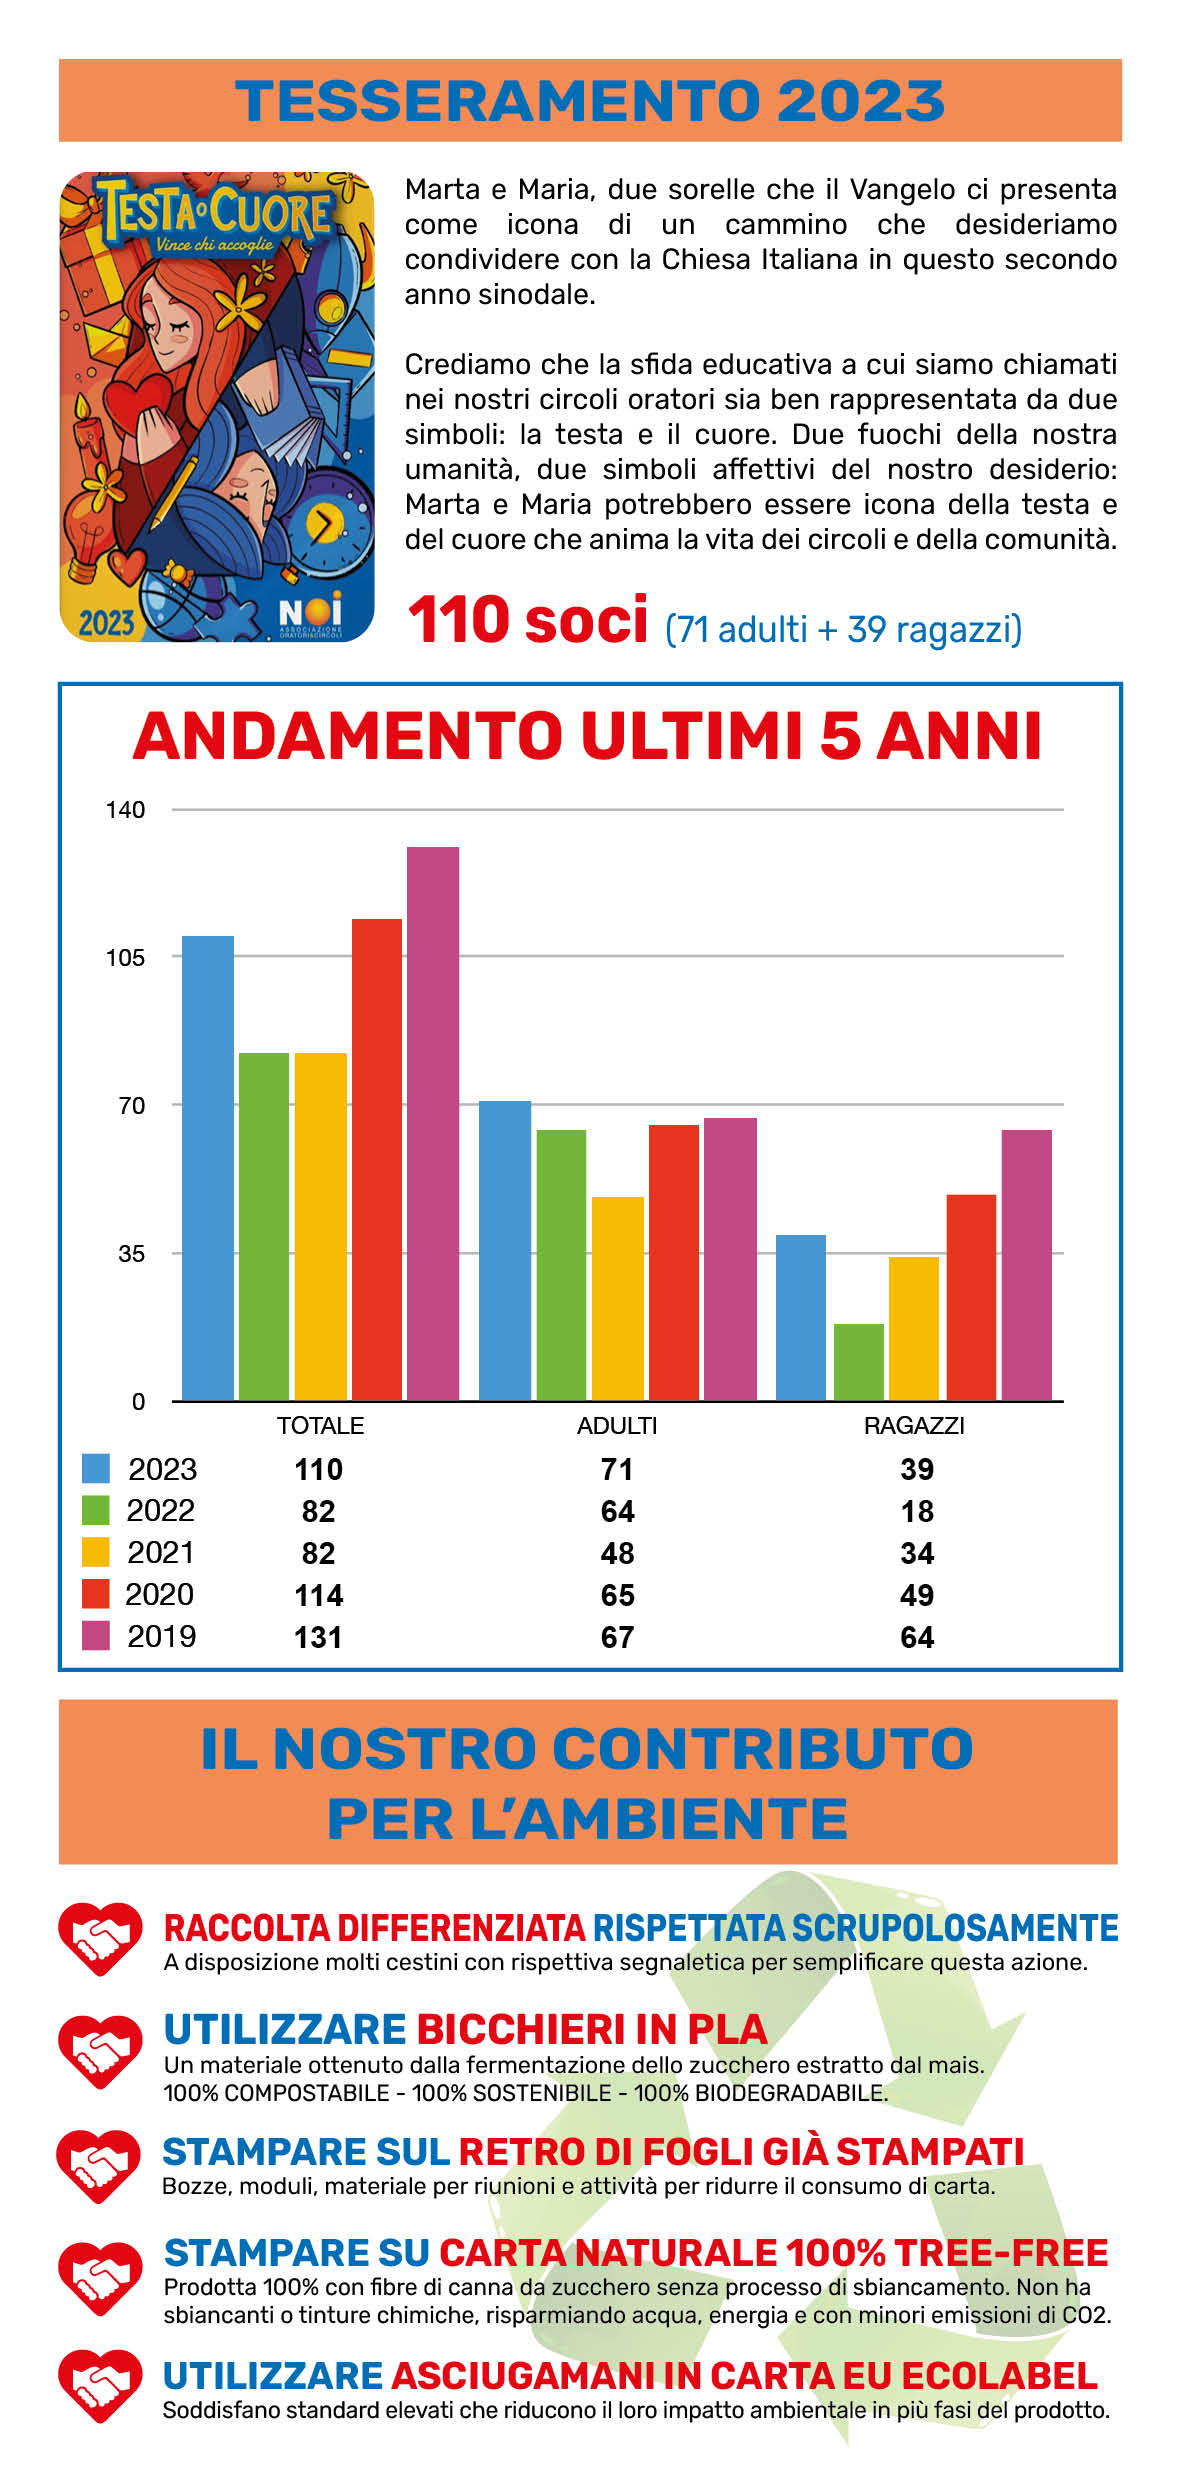 TESSERAMENTO 2023
TESTA o CUORE
Vince chi accoglie
2023
NOI
ASSOCIAZIONE
ORATORI&CIRCOLI
Marta e Maria, due sorelle che il Vangelo ci presenta
come icona di un cammino che desideriamo
condividere con la Chiesa Italiana in questo secondo
anno sinodale.
Crediamo che la sfida educativa a cui siamo chiamati
nei nostri circoli oratori sia ben rappresentata da due
simboli: la testa e il cuore. Due fuochi della nostra
umanità, due simboli affettivi del nostro desiderio:
Marta e Maria potrebbero essere icona della testa e
del cuore che anima la vita dei circoli e della comunità.
110 soci (71 adulti + 39 ragazzi)
ANDAMENTO ULTIMI 5 ANNI
140
105
70
35
0
TOTALE ADULTI RAGAZZI
2023 110 71 39
2022 82 64 18
2021 82 48 34
2020 114 65 49
2019 131 67 64
IL NOSTRO CONTRIBUTO
PER L'AMBIENTE
RACCOLTA DIFFERENZIATA RISPETTATA SCRUPOLOSAMENTE
A disposizione molti cestini con rispettiva segnaletica per semplificare questa azione.
UTILIZZARE BICCHIERI IN PLA
Un materiale ottenuto dalla fermentazione dello zucchero estratto dal mais.
100% COMPOSTABILE - 100% SOSTENIBILE - 100% BIODEGRADABILE.
STAMPARE SUL RETRO DI FOGLI GIÀ STAMPATI
Bozze, moduli, materiale per riunioni e attività per ridurre il consumo di carta.
STAMPARE SU CARTA NATURALE 100% TREE-FREE
Prodotta 100% con fibre di canna da zucchero senza processo di sbiancamento. Non ha
sbiancanti o tinture chimiche, risparmiando acqua, energia e con minori emissioni di CO2.
UTILIZZARE ASCIUGAMANI IN CARTA EU ECOLABEL
Soddisfano standard elevati che riducono il loro impatto ambientale in più fasi del prodotto.